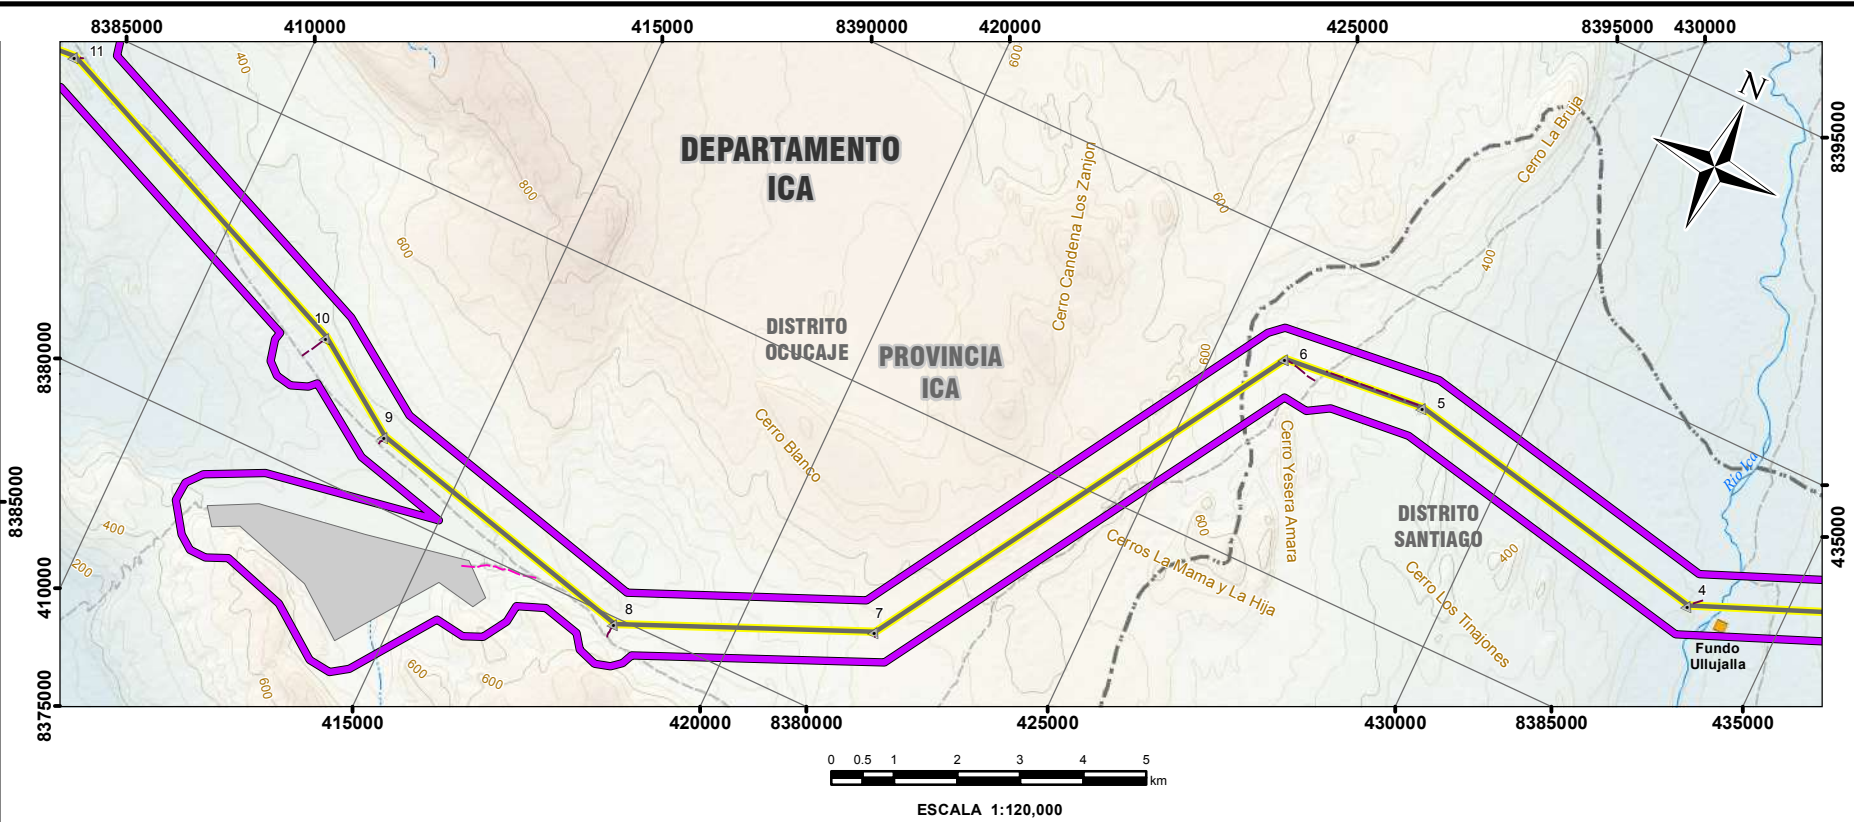 8385000 410000 415000 8390000 420000 425000 8395000 430000
11
400
600
N
8395000
DEPARTAMENTO
ICA
Cerro La Bruja
800
600
600
Cerro Candena Los Zanjon
400
10
DISTRITO
OCUCAJE
PROVINCIA
ICA
8380000
600
6
5
9
Cerro Blanco
Cerro Yesera Amara
Río Ica
8385000
400
200
600
DISTRITO
SANTIAGO
435000
400
Cerros La Mama y La Hija
Cerro Los Tinajones
410000
8
7
4
Fundo
Ullujalla
600
600
600
8375000
415000 420000 8380000 425000 430000 8385000 435000
0 0.5 1 2 3 4 5
km
ESCALA 1:120,000